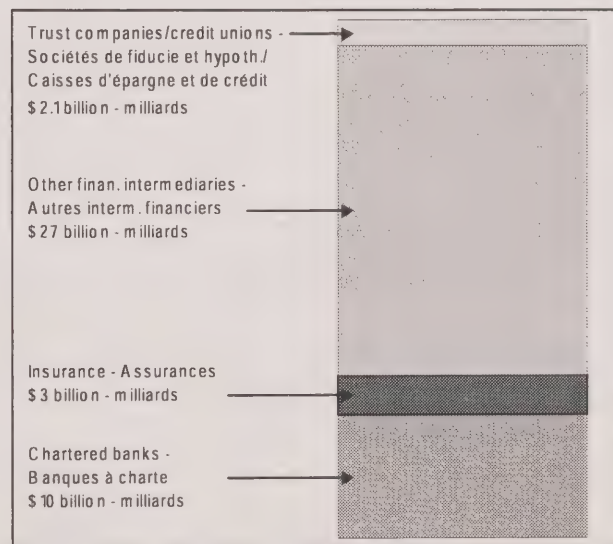 Trust companies/credit unions -
Sociétés de fiducie et hypoth./
Caisses d'épargne et de crédit
$2.1 billion - milliards
Other finan. intermediaries -
Autres interm. financiers
$27 billion - milliards
Insurance - Assurances
$3 billion - milliards
Chartered banks -
Banques à charte
$10 billion - milliards